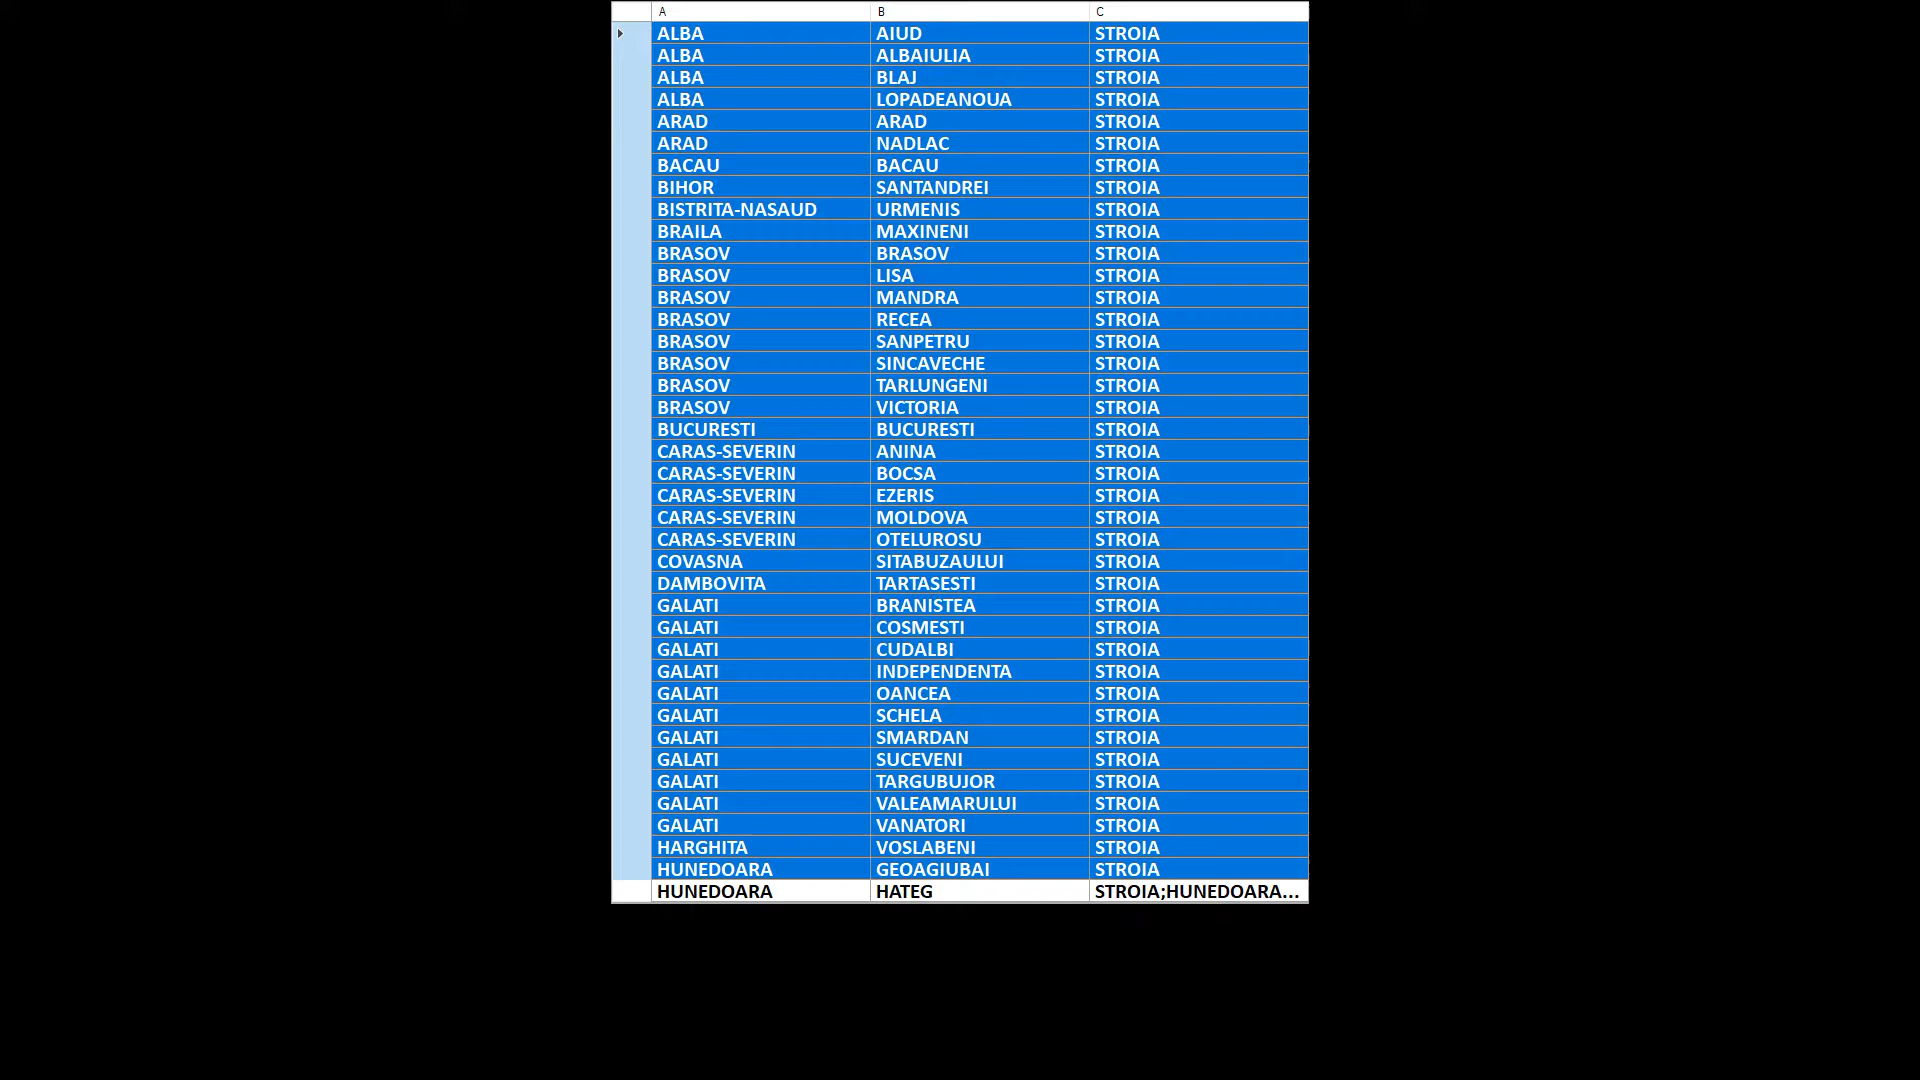 A B C
ALBA AIUD STROIA
ALBA ALBAIULIA STROIA
ALBA BLAJ STROIA
ALBA LOPADEANOUA STROIA
ARAD ARAD STROIA
ARAD NADLAC STROIA
BACAU BACAU STROIA
BIHOR SANTANDREI STROIA
BISTRITA-NASAUD URMENIS STROIA
BRAILA MAXINENI STROIA
BRASOV BRASOV STROIA
BRASOV LISA STROIA
BRASOV MANDRA STROIA
BRASOV RECEA STROIA
BRASOV SANPETRU STROIA
BRASOV SINCAVECHE STROIA
BRASOV TARLUNGENI STROIA
BRASOV VICTORIA STROIA
BUCURESTI BUCURESTI STROIA
CARAS-SEVERIN ANINA STROIA
CARAS-SEVERIN BOCSA STROIA
CARAS-SEVERIN EZERIS STROIA
CARAS-SEVERIN MOLDOVA STROIA
CARAS-SEVERIN OTELUROSU STROIA
COVASNA SITABUZAULUI STROIA
DAMBOVITA TARTASESTI STROIA
GALATI BRANISTEA STROIA
GALATI COSMESTI STROIA
GALATI CUDALBI STROIA
GALATI INDEPENDENTA STROIA
GALATI OANCEA STROIA
GALATI SCHELA STROIA
GALATI SMARDAN STROIA
GALATI SUCEVENI STROIA
GALATI TARGUBUJOR STROIA
GALATI VALEAMARULUI STROIA
GALATI VANATORI STROIA
HARGHITA VOSLABENI STROIA
HUNEDOARA GEOAGIUBAI STROIA
HUNEDOARA HATEG STROIA;HUNEDOARA...